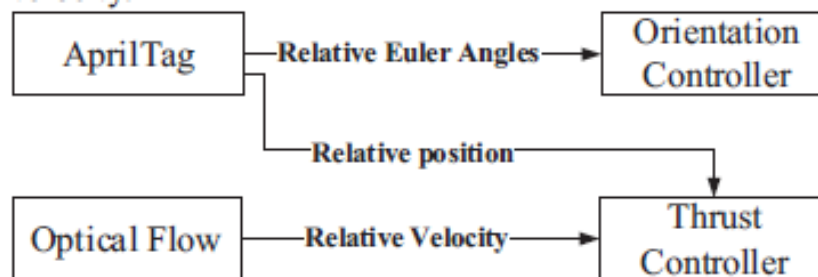 AprilTag
Relative Euler Angles
Orientation
Controller
Relative position
Optical Flow
Relative Velocity
Thrust
Controller